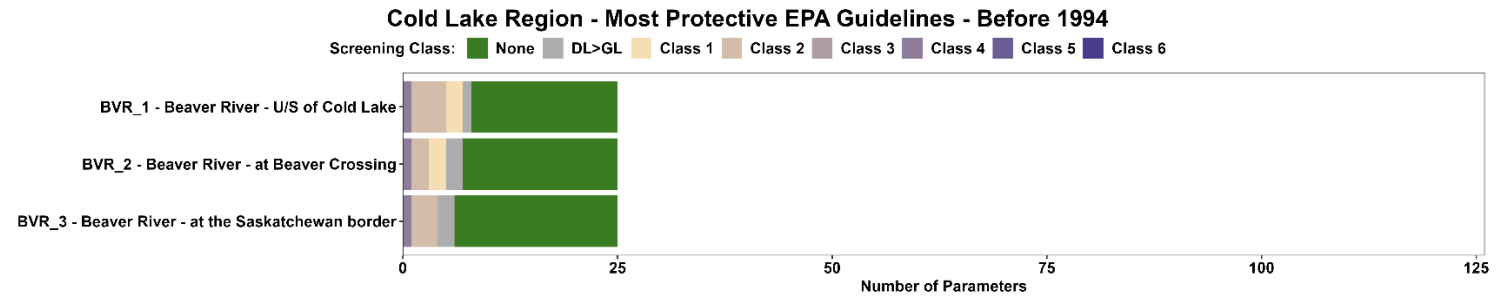 Cold Lake Region - Most Protective EPA Guidelines - Before 1994
Screening Class: None DL>GL Class 1 Class 2 Class 3 Class 4 Class 5 Class 6
BVR_1 - Beaver River - U/S of Cold Lake
BVR_2 - Beaver River - at Beaver Crossing
BVR_3 - Beaver River - at the Saskatchewan border
0 25 50 75 100 125
Number of Parameters